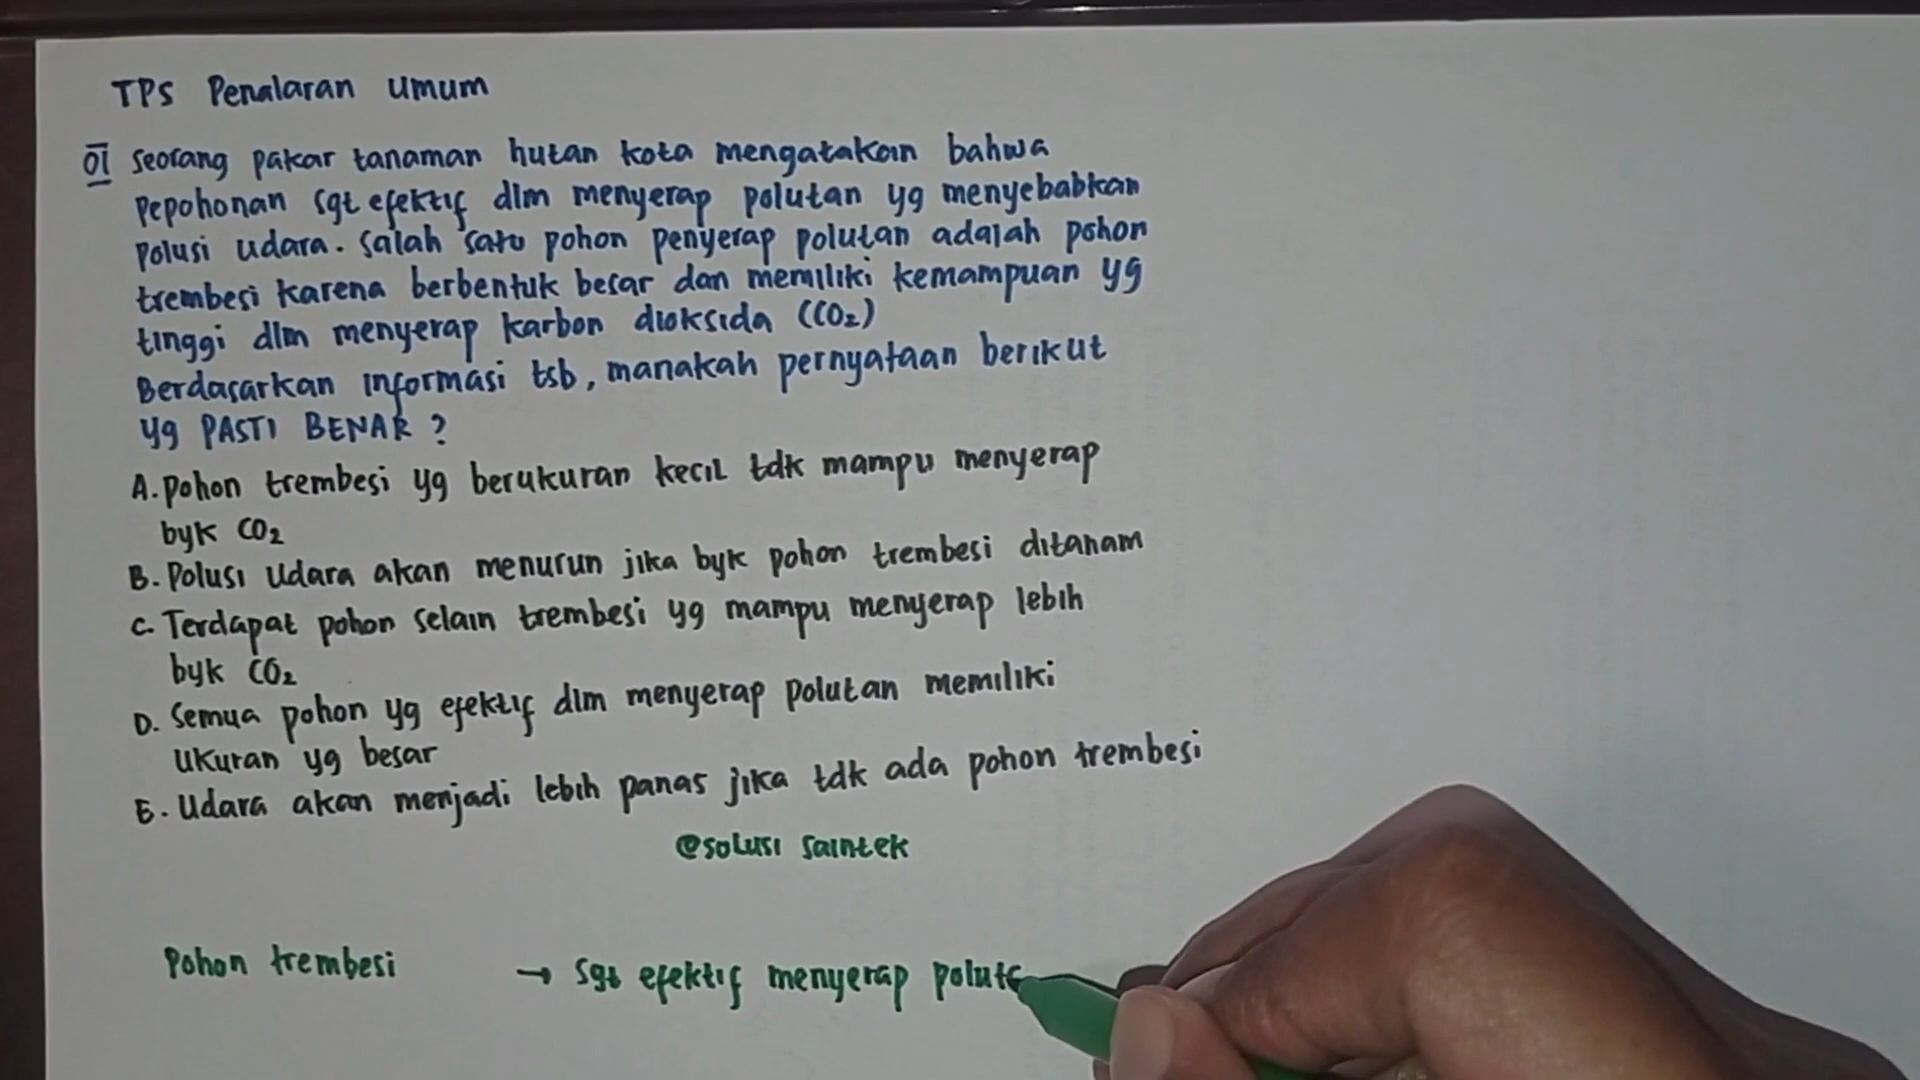 TPS Penalaran Umum
01 Seorang pakar tanaman hutan kota mengatakan bahwa
pepohonan sgt efektif dlm menyerap polutan yg menyebabkan
polusi udara. Salah satu pohon penyerap polutan adalah pohon
trembesi karena berbentuk besar dan memiliki kemampuan yg
tinggi dlm menyerap karbon dioksida (CO₂)
Berdasarkan informasi tsb, manakah pernyataan berikut
yg PASTI BENAR ?
A. Pohon trembesi yg berukuran kecil tdk mampu menyerap
byk CO₂
B. Polusi udara akan menurun jika byk pohon trembesi ditanam
C. Terdapat pohon selain trembesi yg mampu menyerap lebih
byk CO₂
D. Semua pohon yg efektif dlm menyerap polutan memiliki
ukuran yg besar
E. Udara akan menjadi lebih panas jika tdk ada pohon trembesi
@solusi saintek
Pohon trembesi → Sgt efektif menyerap poluta